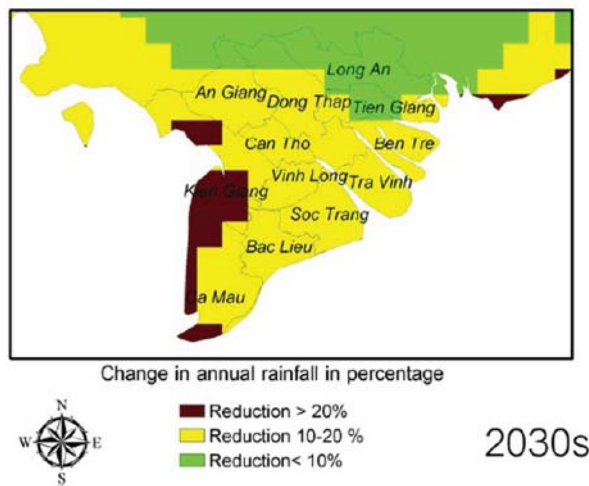 Long An
An Giang
Dong Thap
Tien Giang
Can Tho
Ben Tre
Vinh Long
Tra Vinh
Kien Giang
Soc Trang
Bac Lieu
Ca Mau
Change in annual rainfall in percentage
N
W E
S
Reduction > 20%
Reduction 10-20 %
Reduction< 10%
2030s